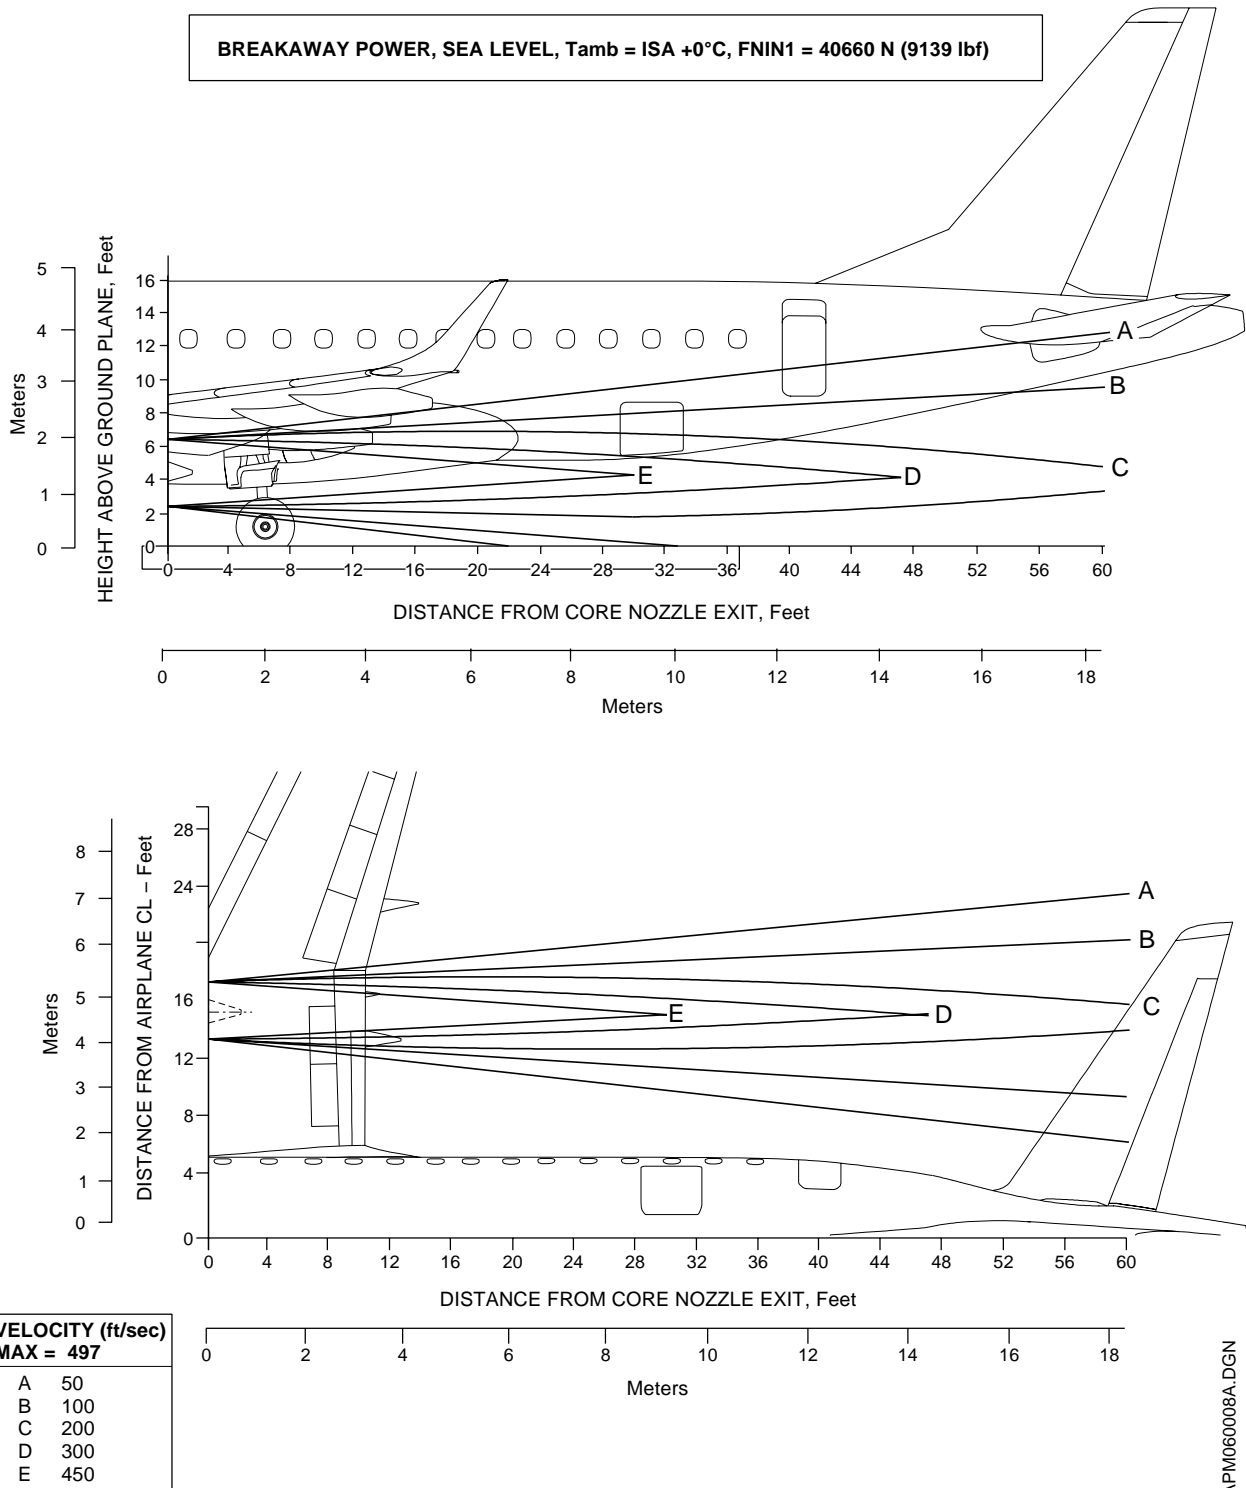 BREAKAWAY POWER, SEA LEVEL, Tamb = ISA +0°C, FNIN1 = 40660 N (9139 lbf)
5
4
3
2
1
0
Meters
HEIGHT ABOVE GROUND PLANE, Feet
16
14
12
10
8
6
4
2
0
A
B
C
D
E
0 4 8 12 16 20 24 28 32 36 40 44 48 52 56 60
DISTANCE FROM CORE NOZZLE EXIT, Feet
0 2 4 6 8 10 12 14 16 18
Meters
8
7
6
5
4
3
2
1
0
Meters
DISTANCE FROM AIRPLANE CL – Feet
28
24
16
12
8
4
0
A
B
C
D
E
0 4 8 12 16 20 24 28 32 36 40 44 48 52 56 60
DISTANCE FROM CORE NOZZLE EXIT, Feet
0 2 4 6 8 10 12 14 16 18
Meters
VELOCITY (ft/sec)
MAX = 497
A 50
B 100
C 200
D 300
E 450
APM060008A.DGN